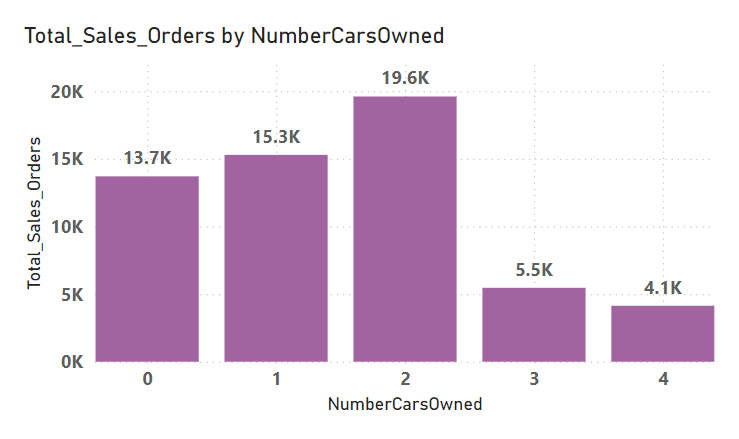 Total_Sales_Orders by NumberCarsOwned
Total_Sales_Orders
20K
15K
10K
5K
0K
13.7K
15.3K
19.6K
5.5K
4.1K
0 1 2 3 4
NumberCarsOwned